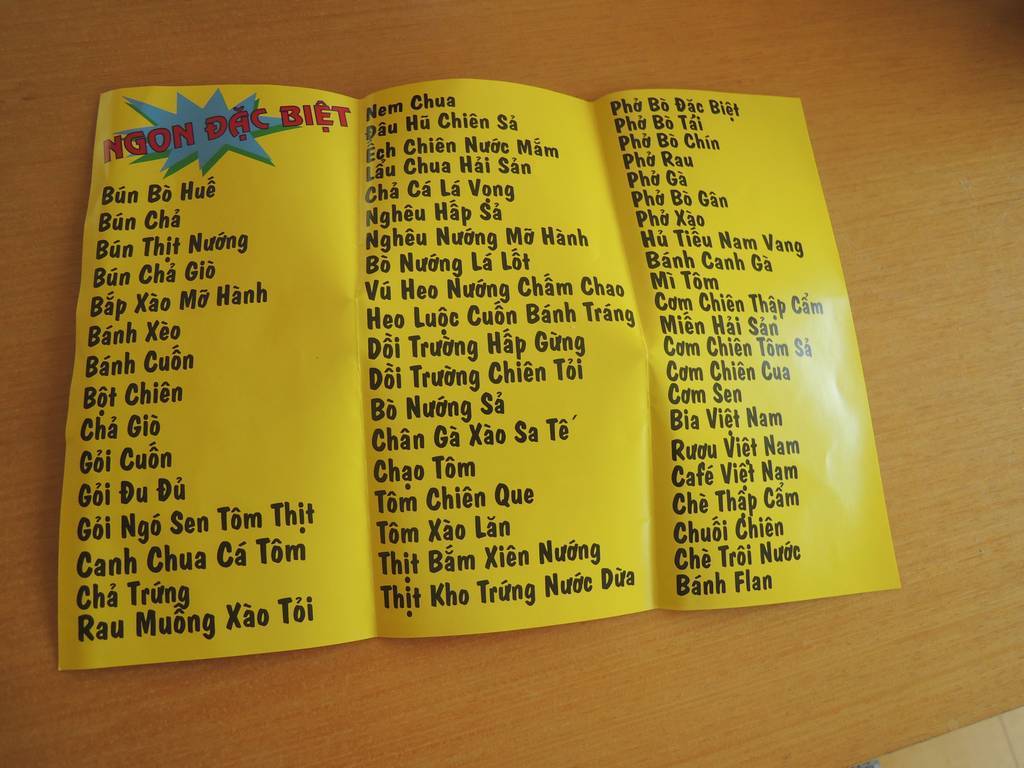 NGON ĐẶC BIỆT
Bún Bò Huế
Bún Chả
Bún Thịt Nướng
Bún Chả Giò
Bắp Xào Mỡ Hành
Bánh Xèo
Bánh Cuốn
Bột Chiên
Chả Giò
Gỏi Cuốn
Gỏi Đu Đủ
Gỏi Ngó Sen Tôm Thịt
Canh Chua Cá Tôm
Chả Trứng
Rau Muỗng Xào Tỏi
Nem Chua
Đâu Hũ Chiên Sả
Ếch Chiên Nước Mắm
Lẩu Chua Hải Sản
Chả Cá Lá Vọng
Nghêu Hấp Sả
Nghêu Nướng Mỡ Hành
Bò Nướng Lá Lốt
Vú Heo Nướng Chấm Chao
Heo Luộc Cuốn Bánh Tráng
Dồi Trường Hấp Gừng
Dồi Trường Chiên Tỏi
Bò Nướng Sả
Chân Gà Xào Sa Tế
Chạo Tôm
Tôm Chiên Que
Tôm Xào Lăn
Thịt Bằm Xiên Nướng
Thịt Kho Trứng Nước Dừa
Phở Bò Đặc Biệt
Phở Bò Tái
Phở Bò Chín
Phở Rau
Phở Gà
Phở Bò Gân
Phở Xào
Hủ Tiếu Nam Vang
Bánh Canh Gà
Mì Tôm
Cơm Chiên Thập Cẩm
Miến Hải Sản
Cơm Chiên Tôm Sả
Cơm Chiên Cua
Cơm Sen
Bia Việt Nam
Rượu Việt Nam
Café Việt Nam
Chè Thập Cẩm
Chuối Chiên
Chè Trôi Nước
Bánh Flan